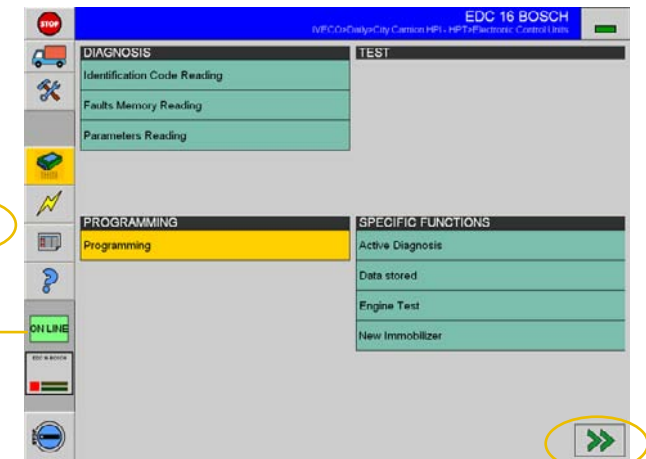 STOP
EDC 16 BOSCH
IVECO>Daily>City Camion HPI - HPT>Electronic Control Units
DIAGNOSIS
TEST
Identification Code Reading
Faults Memory Reading
Parameters Reading
PROGRAMMING
SPECIFIC FUNCTIONS
Programming
Active Diagnosis
Data stored
Engine Test
New Immobilizer
ON LINE
EDC 16 BOSCH